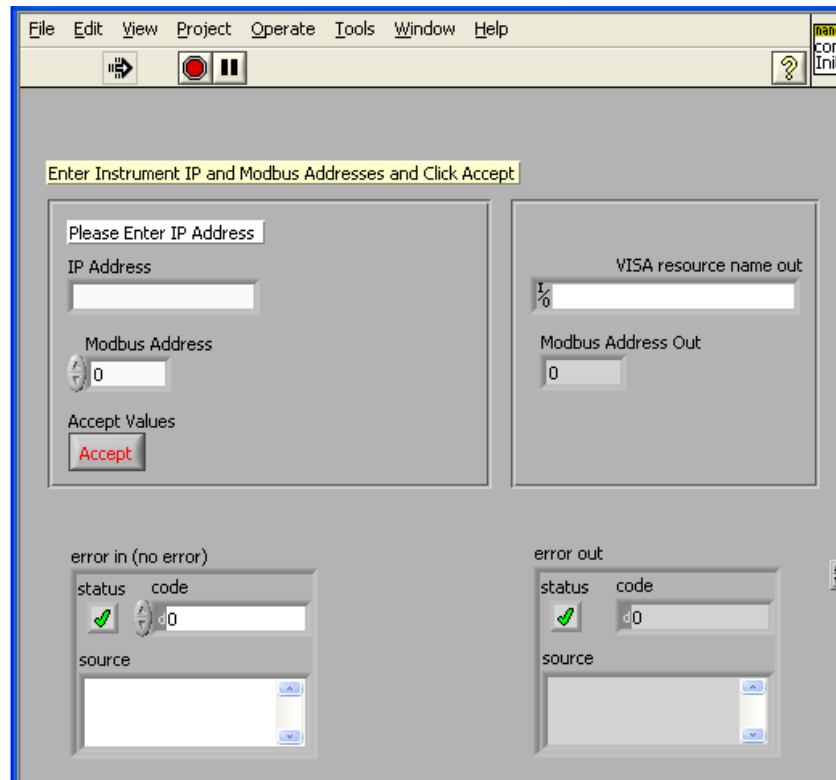 File Edit View Project Operate Tools Window Help
Enter Instrument IP and Modbus Addresses and Click Accept
Please Enter IP Address
IP Address
Modbus Address
0
Accept Values
Accept
VISA resource name out
I/O
Modbus Address Out
0
error in (no error)
status code
d0
source
error out
status code
d0
source